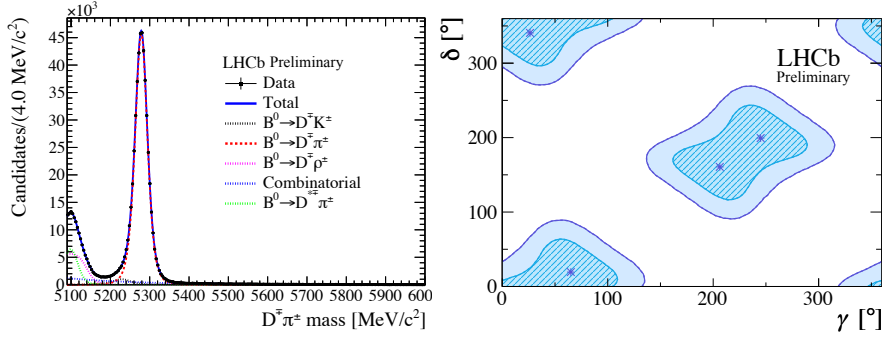 ×10³
45
40
35
30
25
20
15
10
5
0
5100 5200 5300 5400 5500 5600 5700 5800 5900 600
Candidates/(4.0 MeV/c²)
D∓π± mass [MeV/c²]
LHCb Preliminary
Data
Total
B⁰→D∓K±
B⁰→D∓π±
B⁰→D∓ρ±
Combinatorial
B⁰→D*∓π±
δ [°]
300
200
100
0
0 100 200 300
γ [°]
LHCb
Preliminary